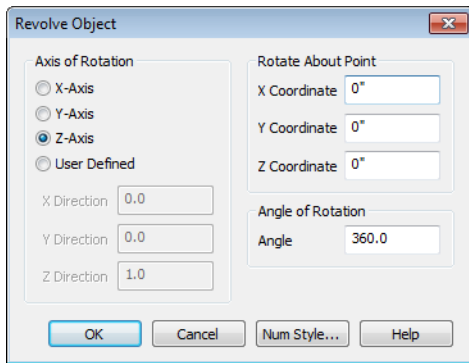 Revolve Object
Axis of Rotation
X-Axis
Y-Axis
Z-Axis
User Defined
X Direction 0.0
Y Direction 0.0
Z Direction 1.0
Rotate About Point
X Coordinate 0"
Y Coordinate 0"
Z Coordinate 0"
Angle of Rotation
Angle 360.0
OK Cancel Num Style... Help